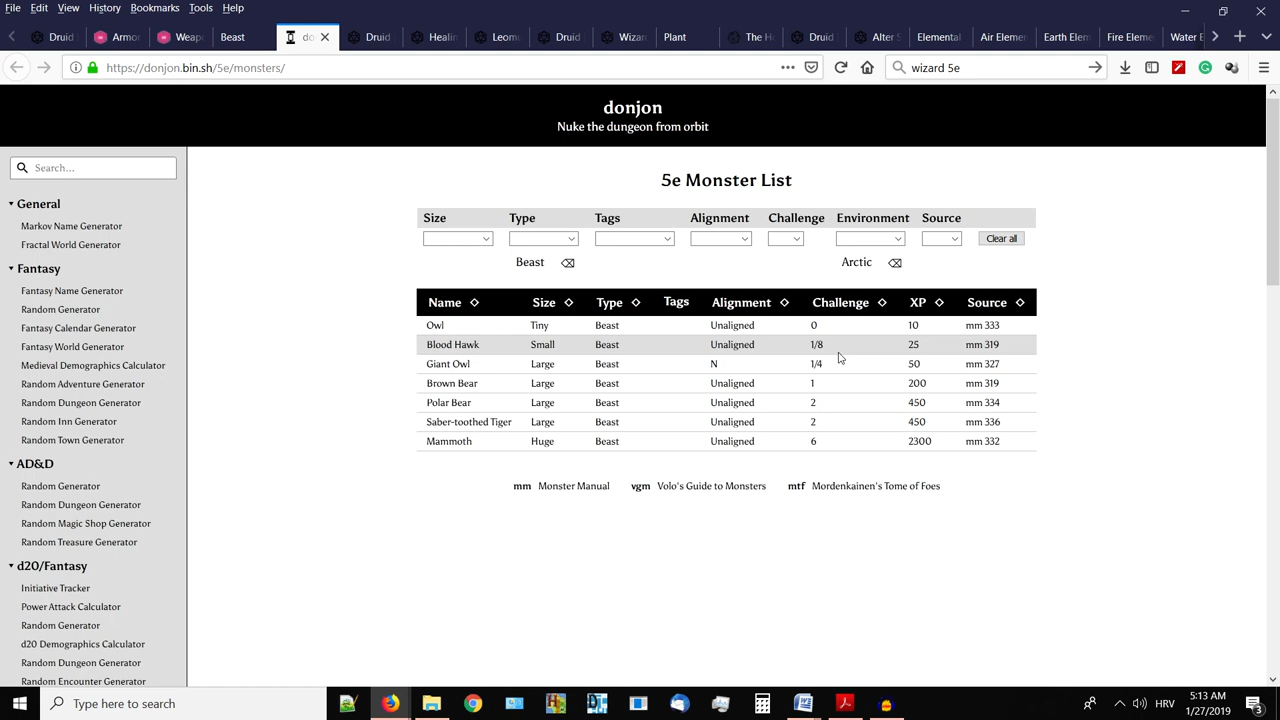 File Edit View History Bookmarks Tools Help
Druid Armor Weap Beast do Druid Healin Leomu Druid Wizar Plant The H Druid Alter S Elemental Air Elem Earth Elem Fire Eleme Water E
https://donjon.bin.sh/5e/monsters/ wizard 5e
donjon
Nuke the dungeon from orbit
Search...
General
Markov Name Generator
Fractal World Generator
Fantasy
Fantasy Name Generator
Random Generator
Fantasy Calendar Generator
Fantasy World Generator
Medieval Demographics Calculator
Random Adventure Generator
Random Dungeon Generator
Random Inn Generator
Random Town Generator
AD&D
Random Generator
Random Dungeon Generator
Random Magic Shop Generator
Random Treasure Generator
d20/Fantasy
Initiative Tracker
Power Attack Calculator
Random Generator
d20 Demographics Calculator
Random Dungeon Generator
Random Encounter Generator
5e Monster List
Size Type Tags Alignment Challenge Environment Source
Clear all
Beast Arctic
Name Size Type Tags Alignment Challenge XP Source
Owl Tiny Beast Unaligned 0 10 mm 333
Blood Hawk Small Beast Unaligned 1/8 25 mm 319
Giant Owl Large Beast N 1/4 50 mm 327
Brown Bear Large Beast Unaligned 1 200 mm 319
Polar Bear Large Beast Unaligned 2 450 mm 334
Saber-toothed Tiger Large Beast Unaligned 2 450 mm 336
Mammoth Huge Beast Unaligned 6 2300 mm 332
mm Monster Manual vgm Volo's Guide to Monsters mtf Mordenkainen's Tome of Foes
Type here to search
HRV
5:13 AM
1/27/2019
3